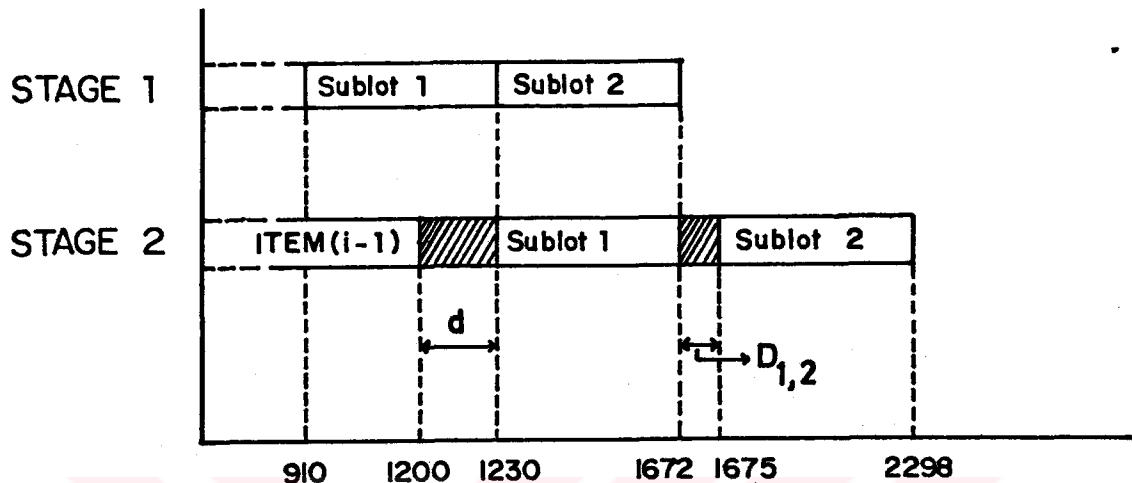 STAGE 1
Sublot 1
Sublot 2
STAGE 2
ITEM (i-1)
Sublot 1
Sublot 2
d
D1,2
910
1200
1230
1672
1675
2298